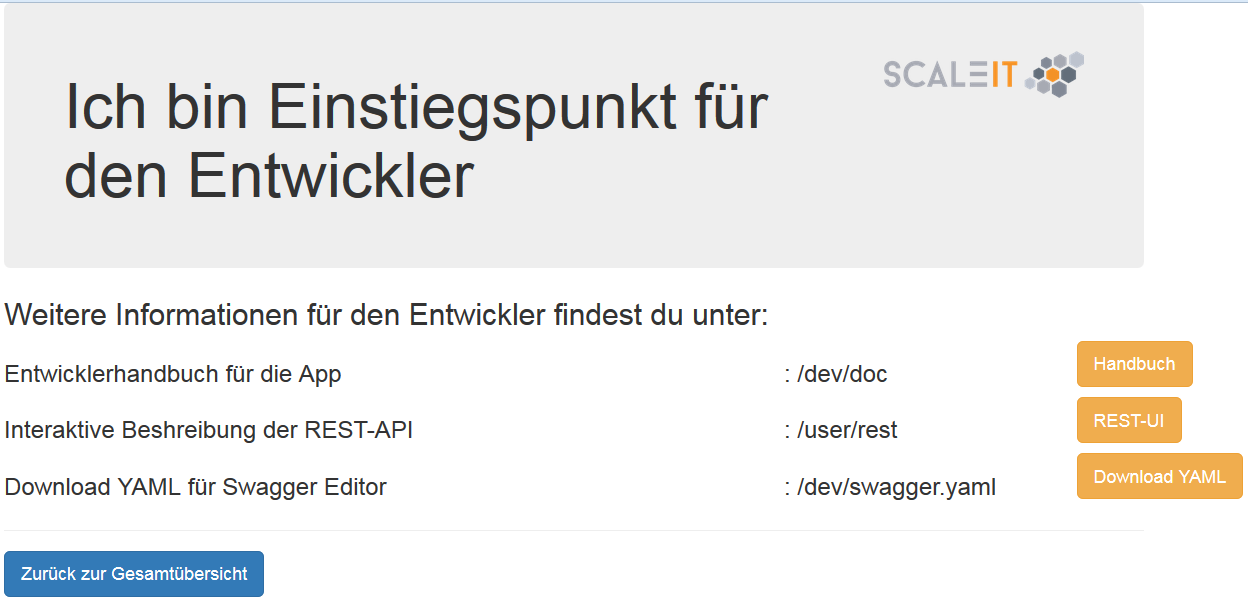 SCALEIT
Ich bin Einstiegspunkt für
den Entwickler
Weitere Informationen für den Entwickler findest du unter:
Entwicklerhandbuch für die App : /dev/doc Handbuch
Interaktive Beshreibung der REST-API : /user/rest REST-UI
Download YAML für Swagger Editor : /dev/swagger.yaml Download YAML
Zurück zur Gesamtübersicht